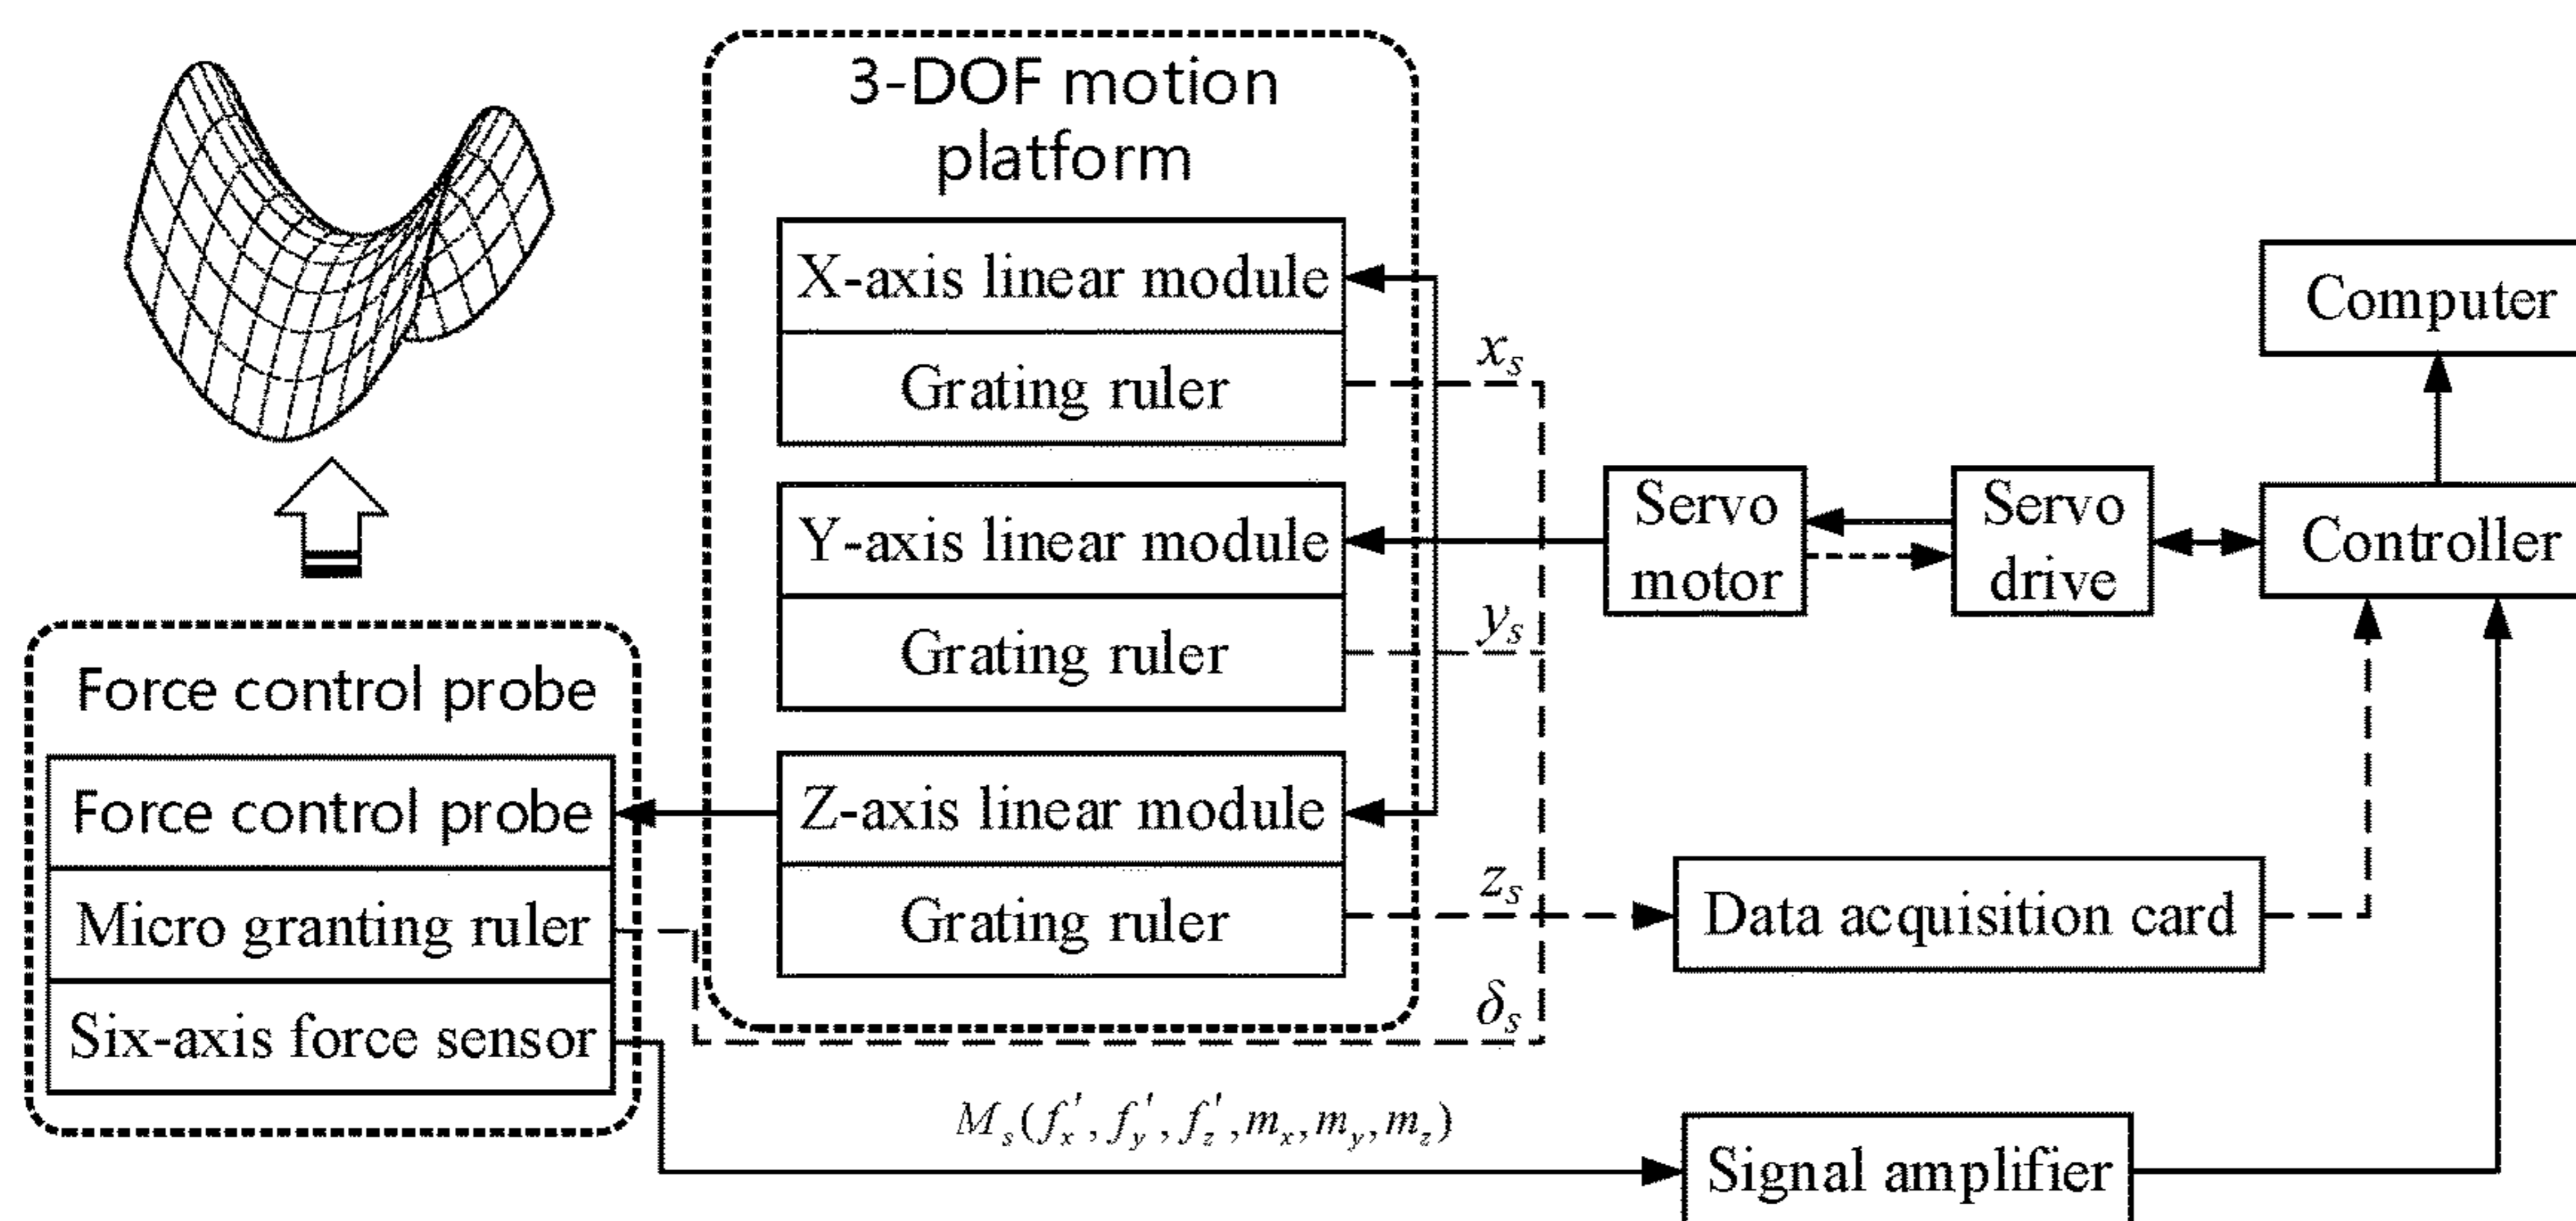 3-DOF motion
platform
X-axis linear module
Grating ruler
x_s
Y-axis linear module
Grating ruler
y_s
Z-axis linear module
Grating ruler
z_s
δ_s
Servo
motor
Servo
drive
Computer
Controller
Data acquisition card
Signal amplifier
Force control probe
Force control probe
Micro granting ruler
Six-axis force sensor
M_s(f_x', f_y', f_z', m_x, m_y, m_z)